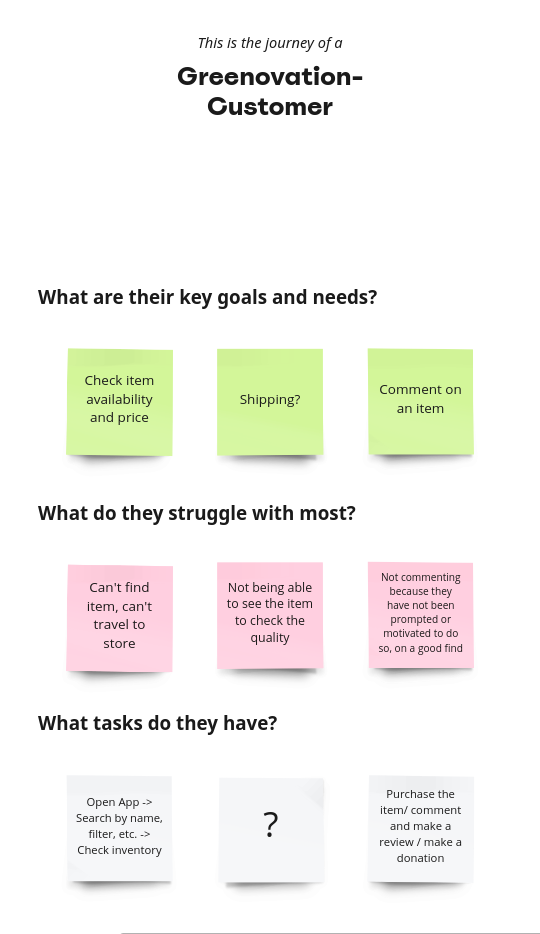 This is the journey of a
Greenovation-
Customer
What are their key goals and needs?
Check item
availability
and price
Shipping?
Comment on
an item
What do they struggle with most?
Can't find
item, can't
travel to
store
Not being able
to see the item
to check the
quality
Not commenting
because they
have not been
prompted or
motivated to do
so, on a good find
What tasks do they have?
Open App ->
Search by name,
filter, etc. ->
Check inventory
?
Purchase the
item/ comment
and make a
review / make a
donation